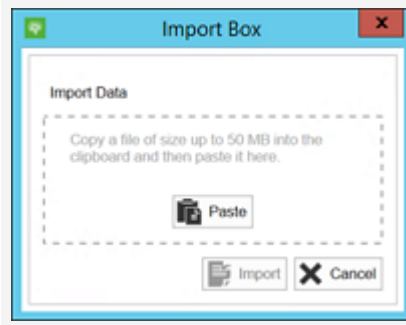 Import Box
Import Data
Copy a file of size up to 50 MB into the
clipboard and then paste it here.
Paste
Import
Cancel